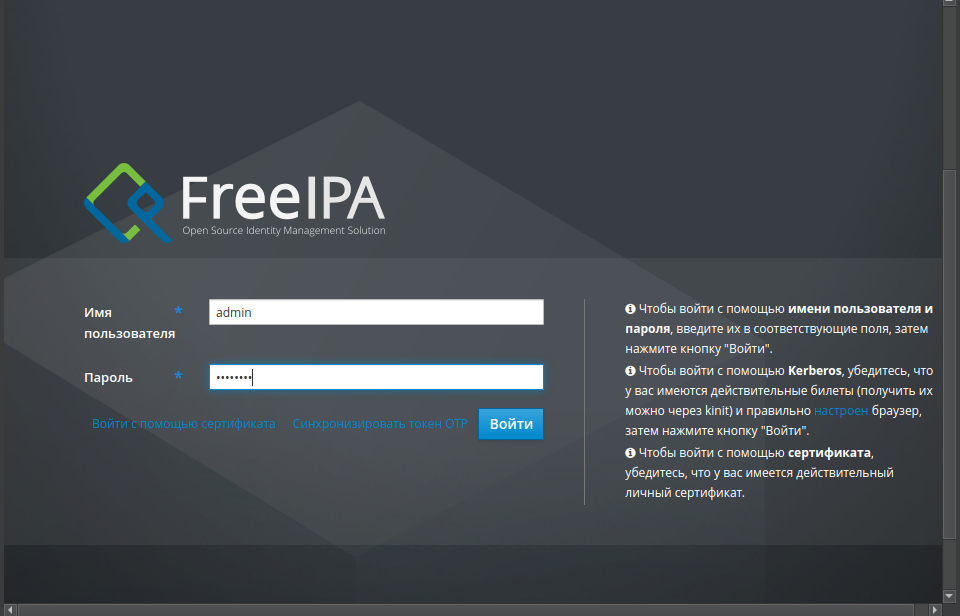 FreeIPA
Open Source Identity Management Solution
Имя *
пользователя
admin
Пароль *
••••••••
Войти с помощью сертификата Синхронизировать токен OTP Войти
Чтобы войти с помощью имени пользователя и
пароля, введите их в соответствующие поля, затем
нажмите кнопку "Войти".
Чтобы войти с помощью Kerberos, убедитесь, что
у вас имеются действительные билеты (получить их
можно через kinit) и правильно настроен браузер,
затем нажмите кнопку "Войти".
Чтобы войти с помощью сертификата,
убедитесь, что у вас имеется действительный
личный сертификат.